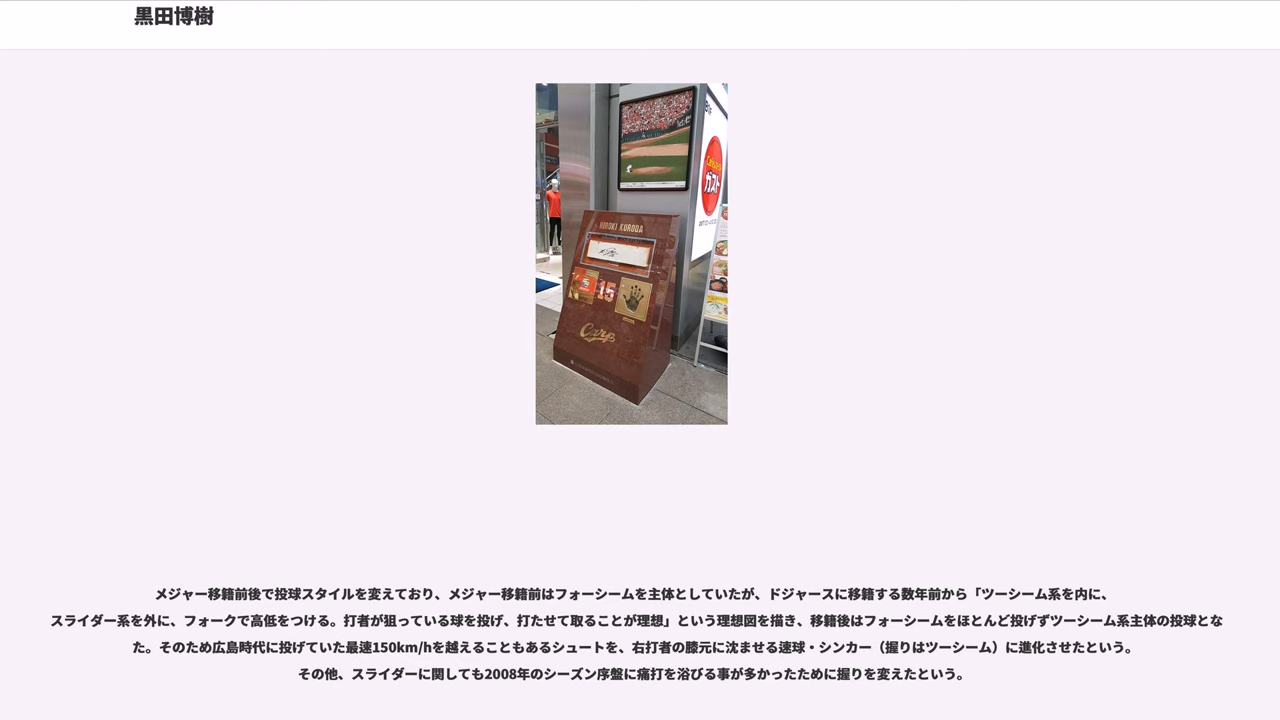 黒田博樹
HIROKI KURODA
15
Carp
ガスト
メジャー移籍前後で投球スタイルを変えており、メジャー移籍前はフォーシームを主体としていたが、ドジャースに移籍する数年前から「ツーシーム系を内に、
スライダー系を外に、フォークで高低をつける。打者が狙っている球を投げ、打たせて取ることが理想」という理想図を描き、移籍後はフォーシームをほとんど投げずツーシーム系主体の投球とな
た。そのため広島時代に投げていた最速150km/hを越えることもあるシュートを、右打者の膝元に沈ませる速球・シンカー（握りはツーシーム）に進化させたという。
その他、スライダーに関しても2008年のシーズン序盤に痛打を浴びる事が多かったために握りを変えたという。